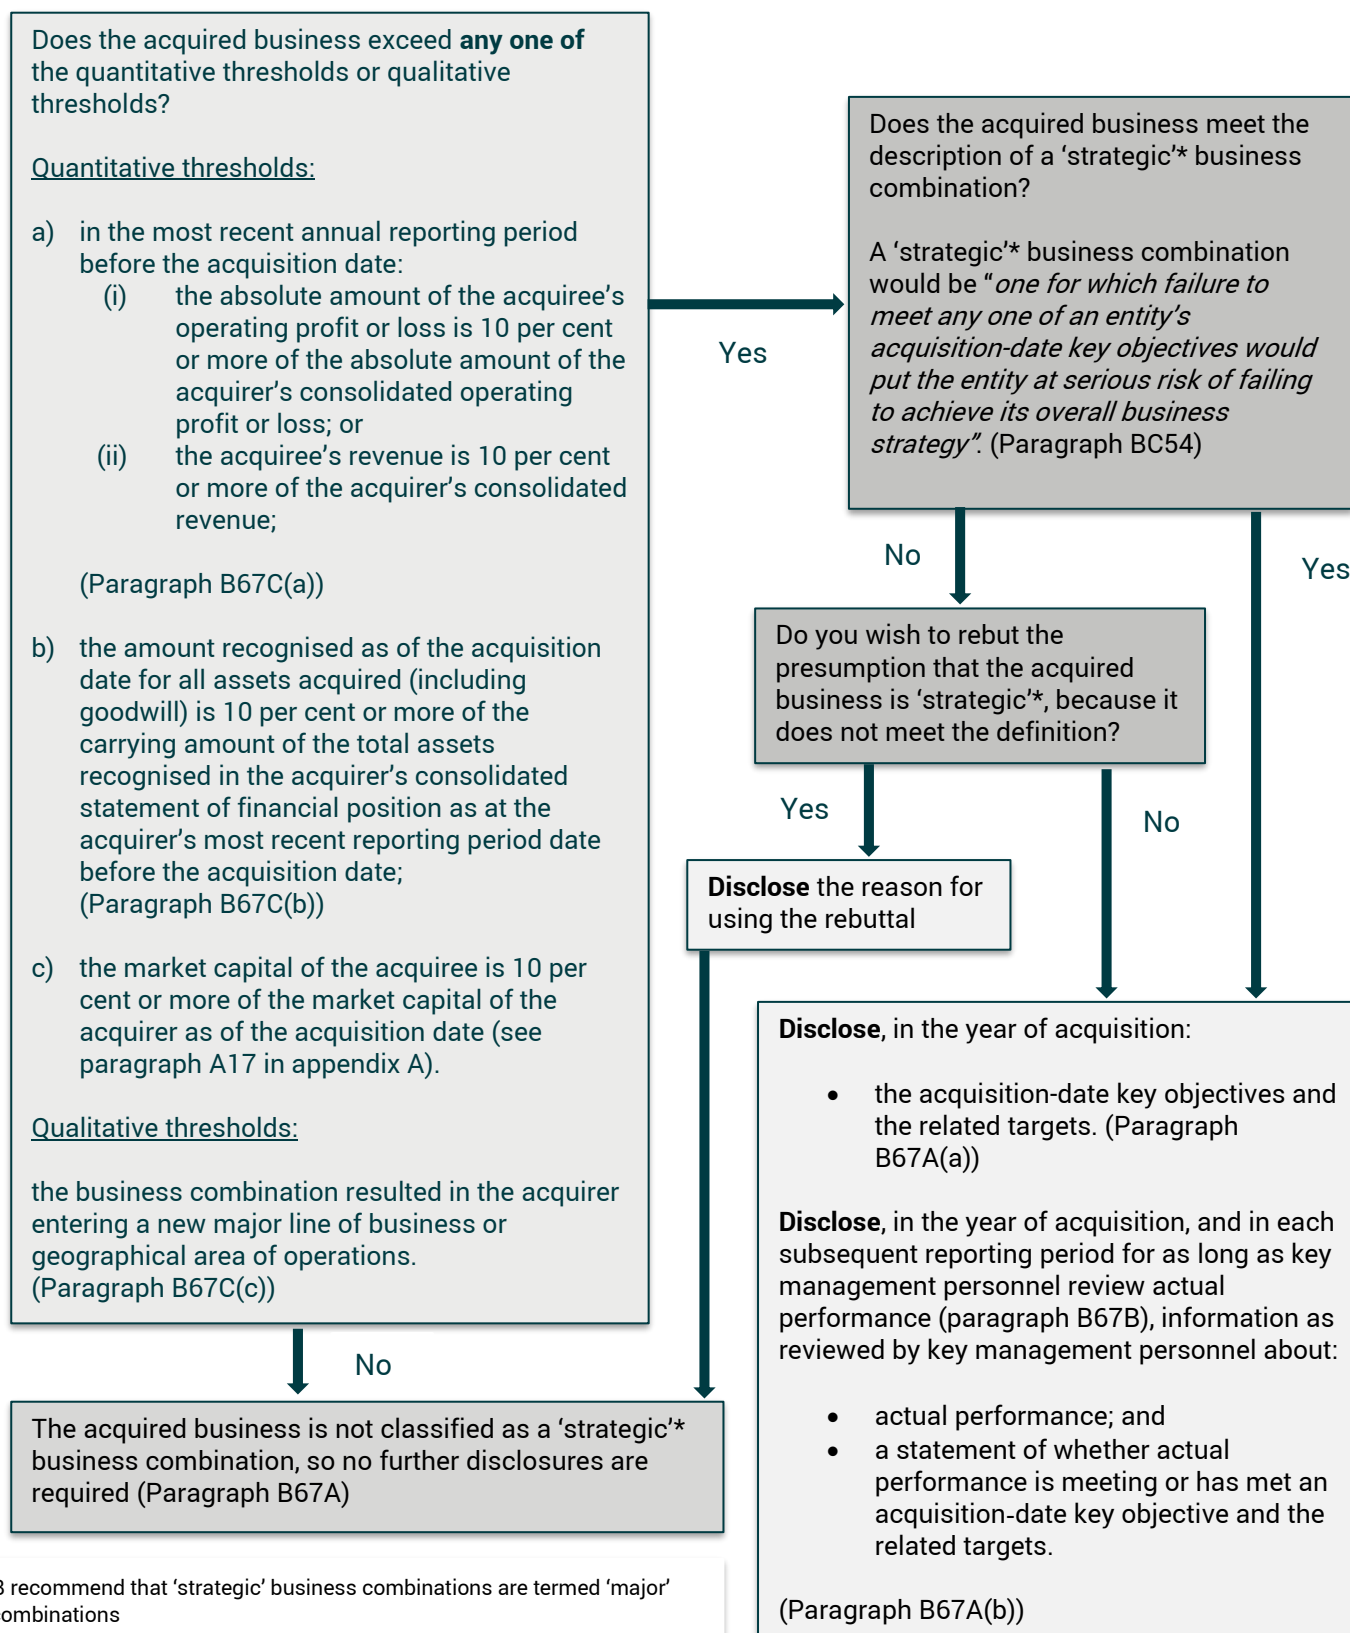 Does the acquired business exceed any one of
the quantitative thresholds or qualitative
thresholds?
Quantitative thresholds:
a) in the most recent annual reporting period
before the acquisition date:
(i) the absolute amount of the acquiree’s
operating profit or loss is 10 per cent
or more of the absolute amount of the
acquirer’s consolidated operating
profit or loss; or
(ii) the acquiree’s revenue is 10 per cent
or more of the acquirer’s consolidated
revenue;
(Paragraph B67C(a))
b) the amount recognised as of the acquisition
date for all assets acquired (including
goodwill) is 10 per cent or more of the
carrying amount of the total assets
recognised in the acquirer’s consolidated
statement of financial position as at the
acquirer’s most recent reporting period date
before the acquisition date;
(Paragraph B67C(b))
c) the market capital of the acquiree is 10 per
cent or more of the market capital of the
acquirer as of the acquisition date (see
paragraph A17 in appendix A).
Qualitative thresholds:
the business combination resulted in the acquirer
entering a new major line of business or
geographical area of operations.
(Paragraph B67C(c))
Yes
Does the acquired business meet the
description of a ‘strategic’* business
combination?
A ‘strategic’* business combination
would be “one for which failure to
meet any one of an entity’s
acquisition-date key objectives would
put the entity at serious risk of failing
to achieve its overall business
strategy”. (Paragraph BC54)
No
Yes
Do you wish to rebut the
presumption that the acquired
business is ‘strategic’*, because it
does not meet the definition?
Yes
No
Disclose the reason for
using the rebuttal
Disclose, in the year of acquisition:
• the acquisition-date key objectives and
the related targets. (Paragraph
B67A(a))
Disclose, in the year of acquisition, and in each
subsequent reporting period for as long as key
management personnel review actual
performance (paragraph B67B), information as
reviewed by key management personnel about:
• actual performance; and
• a statement of whether actual
performance is meeting or has met an
acquisition-date key objective and the
related targets.
(Paragraph B67A(b))
No
The acquired business is not classified as a ‘strategic’*
business combination, so no further disclosures are
required (Paragraph B67A)
recommend that ‘strategic’ business combinations are termed ‘major’
ombinations